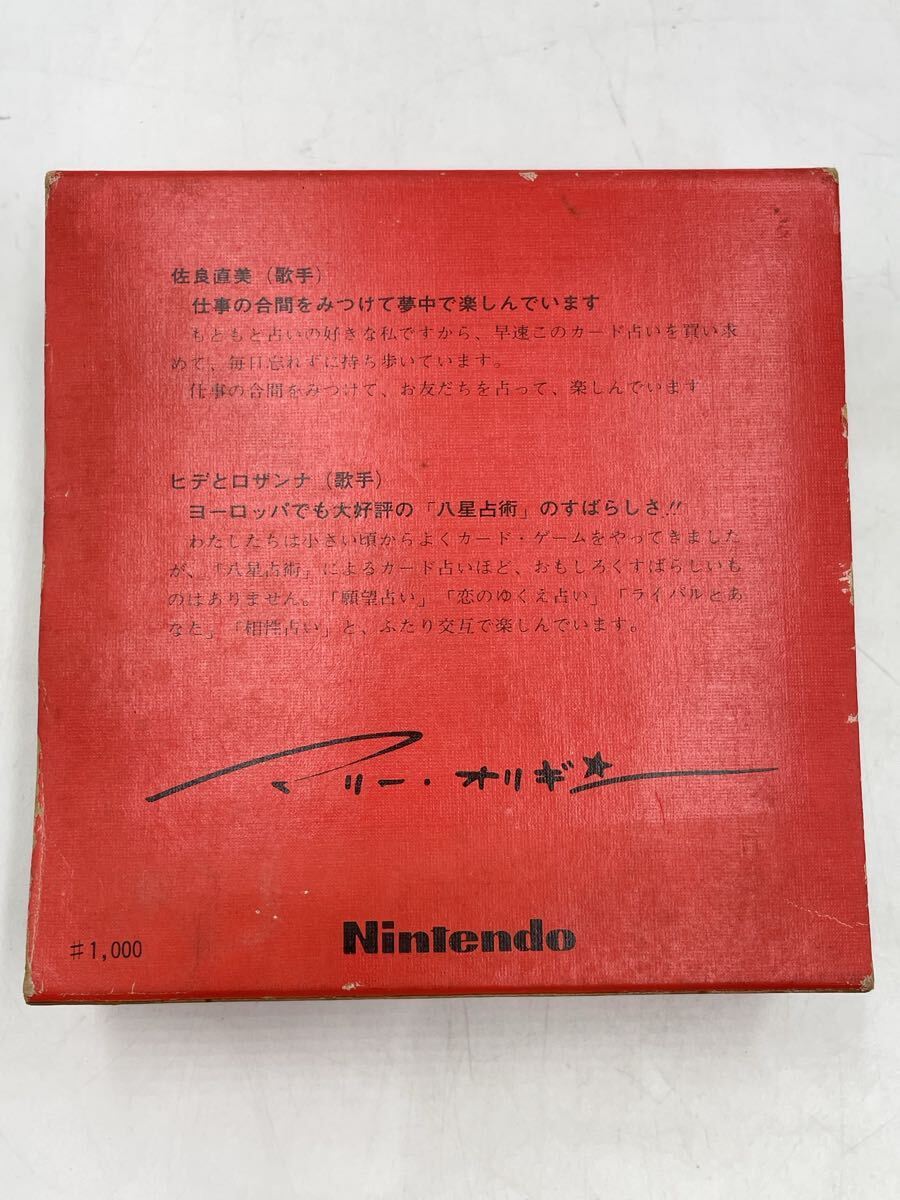 佐良直美（歌手）
仕事の合間をみつけて夢中で楽しんでいます
もともと占いの好きな私ですから、早速このカード占いを買い求
めて、毎日忘れずに持ち歩いています。
仕事の合間をみつけて、お友だちを占って、楽しんでいます
ヒデとロザンナ（歌手）
ヨーロッパでも大好評の「八星占術」のすばらしさ!!
わたしたちは小さい頃からよくカード・ゲームをやってきました
が、「八星占術」によるカード占いほど、おもしろくすばらしいも
のはありません。「願望占い」「恋のゆくえ占い」「ライバルとあ
なた」「相性占い」と、ふたり交互で楽しんでいます。
マリー・オリギー
♯1,000
Nintendo